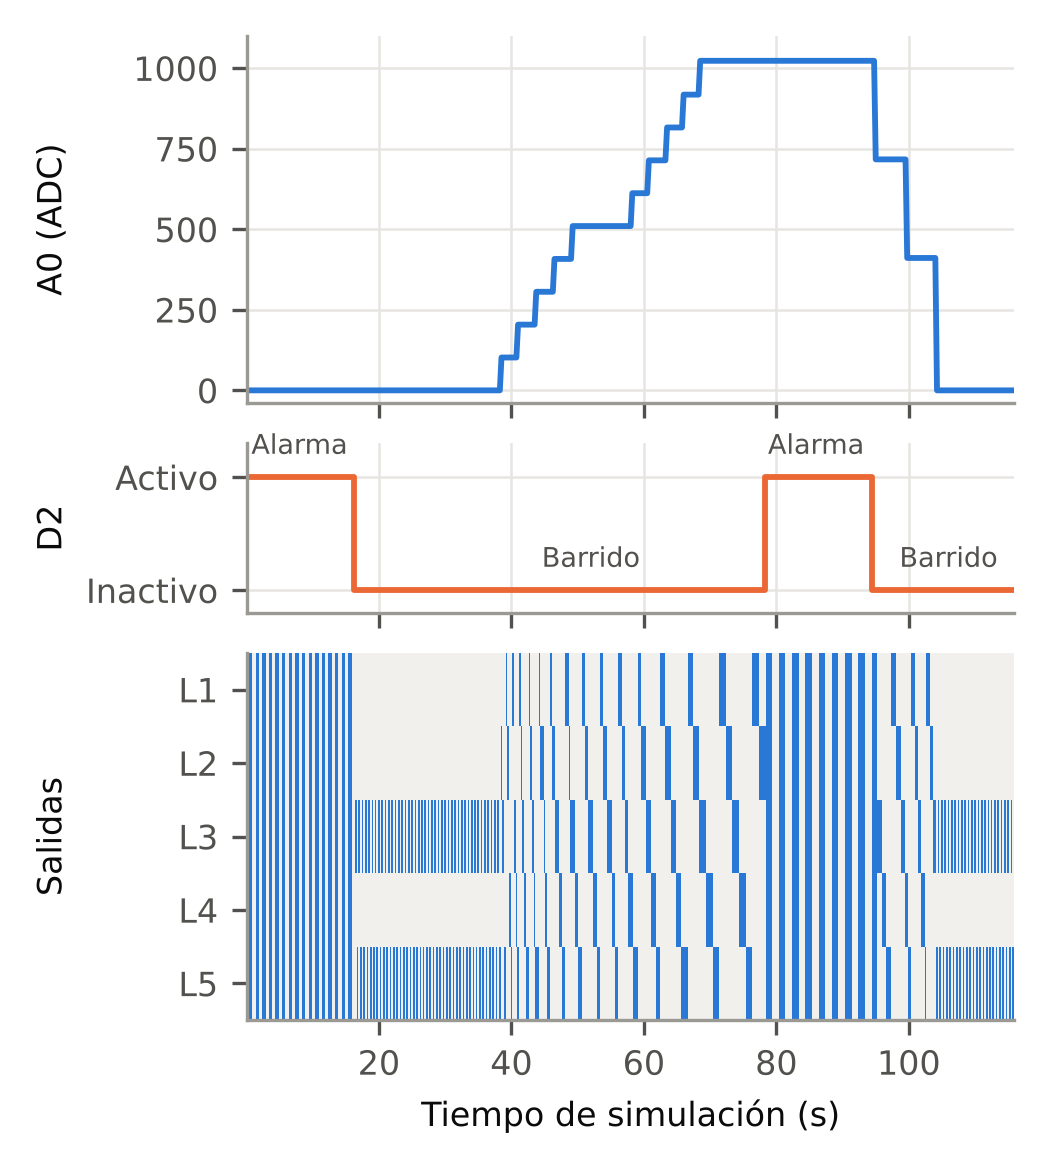 A0 (ADC)
1000
750
500
250
0
D2
Alarma
Alarma
Activo
Barrido
Barrido
Inactivo
Salidas
L1
L2
L3
L4
L5
20 40 60 80 100
Tiempo de simulación (s)